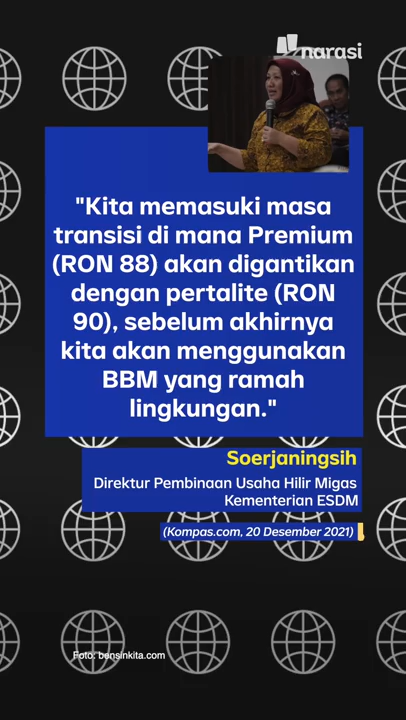 narasi
"Kita memasuki masa
transisi di mana Premium
(RON 88) akan digantikan
dengan pertalite (RON
90), sebelum akhirnya
kita akan menggunakan
BBM yang ramah
lingkungan."
Soerjaningsih
Direktur Pembinaan Usaha Hilir Migas
Kementerian ESDM
(Kompas.com, 20 Desember 2021)
Foto: bensinkita.com